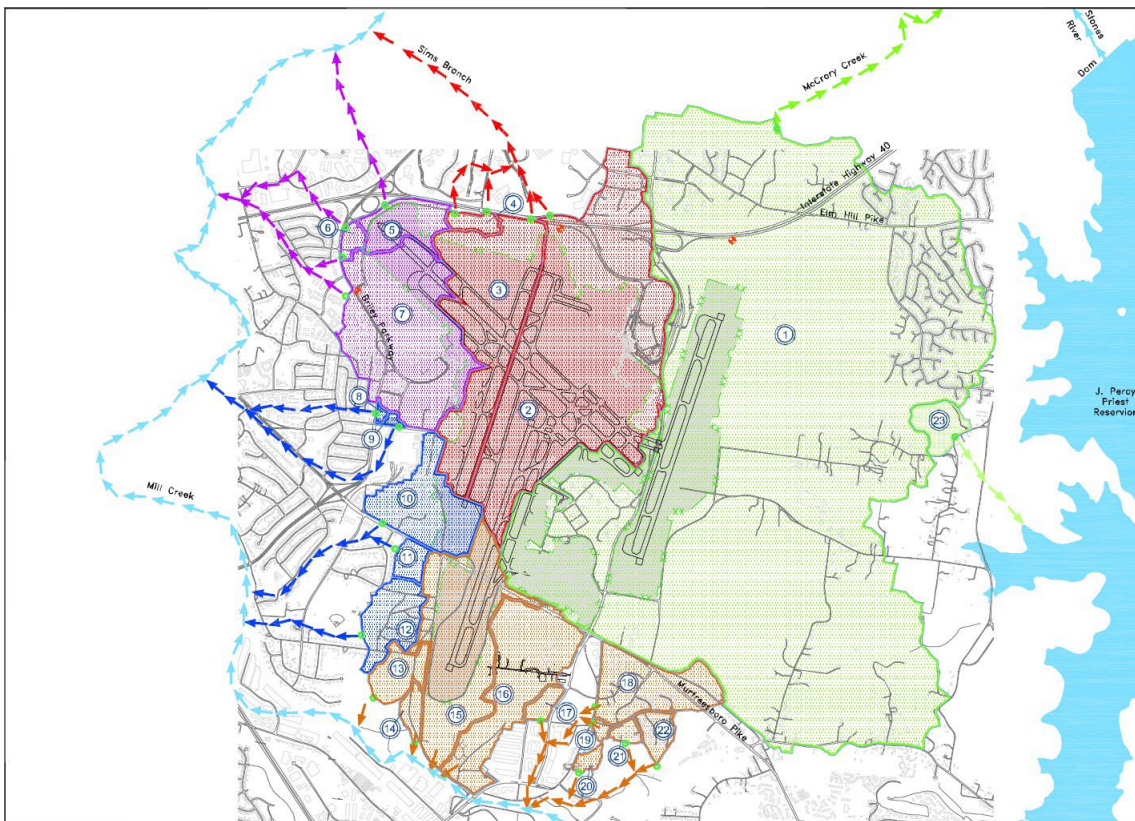 Sims Branch
McCrory Creek
Stones
River
Dam
Interstate Highway 40
Elm Hill Pike
4
6
5
3
1
7
Briley Parkway
J. Percy
Priest
Reservior
8
2
23
9
Mill Creek
10
11
12
13
16
18
Murfreesboro Pike
14
15
17
19
22
21
20